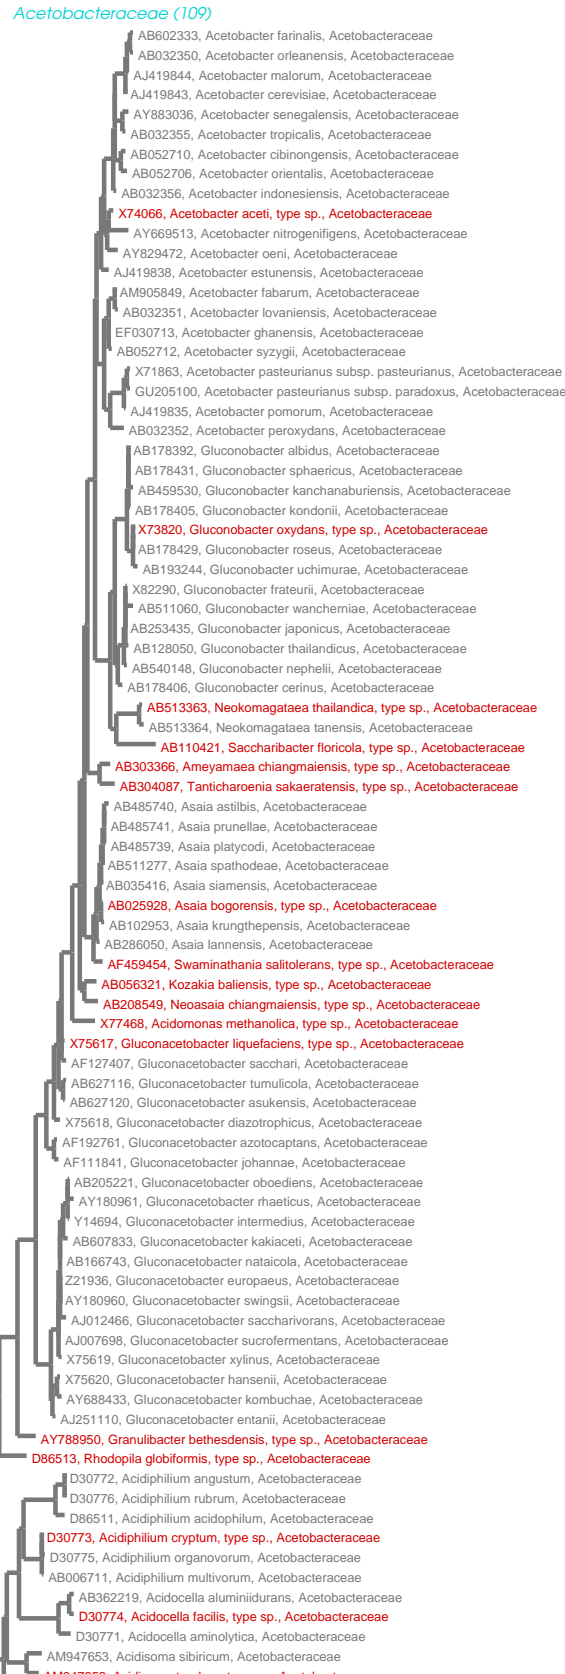 Acetobacteraceae (109)
AB602333, Acetobacter farinalis, Acetobacteraceae
AB032350, Acetobacter orleanensis, Acetobacteraceae
AJ419844, Acetobacter malorum, Acetobacteraceae
AJ419843, Acetobacter cerevisiae, Acetobacteraceae
AY883036, Acetobacter senegalensis, Acetobacteraceae
AB032355, Acetobacter tropicalis, Acetobacteraceae
AB052710, Acetobacter cibinongensis, Acetobacteraceae
AB052706, Acetobacter orientalis, Acetobacteraceae
AB032356, Acetobacter indonesiensis, Acetobacteraceae
X74066, Acetobacter aceti, type sp., Acetobacteraceae
AY669513, Acetobacter nitrogenifigens, Acetobacteraceae
AY829472, Acetobacter oeni, Acetobacteraceae
AJ419838, Acetobacter estunensis, Acetobacteraceae
AM905849, Acetobacter fabarum, Acetobacteraceae
AB032351, Acetobacter lovaniensis, Acetobacteraceae
EF030713, Acetobacter ghanensis, Acetobacteraceae
AB052712, Acetobacter syzygii, Acetobacteraceae
X71863, Acetobacter pasteurianus subsp. pasteurianus, Acetobacteraceae
GU205100, Acetobacter pasteurianus subsp. paradoxus, Acetobacteraceae
AJ419835, Acetobacter pomorum, Acetobacteraceae
AB032352, Acetobacter peroxydans, Acetobacteraceae
AB178392, Gluconobacter albidus, Acetobacteraceae
AB178431, Gluconobacter sphaericus, Acetobacteraceae
AB459530, Gluconobacter kanchanaburiensis, Acetobacteraceae
AB178405, Gluconobacter kondonii, Acetobacteraceae
X73820, Gluconobacter oxydans, type sp., Acetobacteraceae
AB178429, Gluconobacter roseus, Acetobacteraceae
AB193244, Gluconobacter uchimurae, Acetobacteraceae
X82290, Gluconobacter frateurii, Acetobacteraceae
AB511060, Gluconobacter wancherniae, Acetobacteraceae
AB253435, Gluconobacter japonicus, Acetobacteraceae
AB128050, Gluconobacter thailandicus, Acetobacteraceae
AB540148, Gluconobacter nephelii, Acetobacteraceae
AB178406, Gluconobacter cerinus, Acetobacteraceae
AB513363, Neokomagataea thailandica, type sp., Acetobacteraceae
AB513364, Neokomagataea tanensis, Acetobacteraceae
AB110421, Saccharibacter floricola, type sp., Acetobacteraceae
AB303366, Ameyamaea chiangmaiensis, type sp., Acetobacteraceae
AB304087, Tanticharoenia sakaeratensis, type sp., Acetobacteraceae
AB485740, Asaia astilbis, Acetobacteraceae
AB485741, Asaia prunellae, Acetobacteraceae
AB485739, Asaia platycodi, Acetobacteraceae
AB511277, Asaia spathodeae, Acetobacteraceae
AB035416, Asaia siamensis, Acetobacteraceae
AB025928, Asaia bogorensis, type sp., Acetobacteraceae
AB102953, Asaia krungthepensis, Acetobacteraceae
AB286050, Asaia lannensis, Acetobacteraceae
AF459454, Swaminathania salitolerans, type sp., Acetobacteraceae
AB056321, Kozakia baliensis, type sp., Acetobacteraceae
AB208549, Neoasaia chiangmaiensis, type sp., Acetobacteraceae
X77468, Acidomonas methanolica, type sp., Acetobacteraceae
X75617, Gluconacetobacter liquefaciens, type sp., Acetobacteraceae
AF127407, Gluconacetobacter sacchari, Acetobacteraceae
AB627116, Gluconacetobacter tumulicola, Acetobacteraceae
AB627120, Gluconacetobacter asukensis, Acetobacteraceae
X75618, Gluconacetobacter diazotrophicus, Acetobacteraceae
AF192761, Gluconacetobacter azotocaptans, Acetobacteraceae
AF111841, Gluconacetobacter johannae, Acetobacteraceae
AB205221, Gluconacetobacter oboediens, Acetobacteraceae
AY180961, Gluconacetobacter rhaeticus, Acetobacteraceae
Y14694, Gluconacetobacter intermedius, Acetobacteraceae
AB607833, Gluconacetobacter kakiaceti, Acetobacteraceae
AB166743, Gluconacetobacter nataicola, Acetobacteraceae
Z21936, Gluconacetobacter europaeus, Acetobacteraceae
AY180960, Gluconacetobacter swingsii, Acetobacteraceae
AJ012466, Gluconacetobacter saccharivorans, Acetobacteraceae
AJ007698, Gluconacetobacter sucrofermentans, Acetobacteraceae
X75619, Gluconacetobacter xylinus, Acetobacteraceae
X75620, Gluconacetobacter hansenii, Acetobacteraceae
AY688433, Gluconacetobacter kombuchae, Acetobacteraceae
AJ251110, Gluconacetobacter entanii, Acetobacteraceae
AY788950, Granulibacter bethesdensis, type sp., Acetobacteraceae
D86513, Rhodopila globiformis, type sp., Acetobacteraceae
D30772, Acidiphilium angustum, Acetobacteraceae
D30776, Acidiphilium rubrum, Acetobacteraceae
D86511, Acidiphilium acidophilum, Acetobacteraceae
D30773, Acidiphilium cryptum, type sp., Acetobacteraceae
D30775, Acidiphilium organovorum, Acetobacteraceae
AB006711, Acidiphilium multivorum, Acetobacteraceae
AB362219, Acidocella aluminiidurans, Acetobacteraceae
D30774, Acidocella facilis, type sp., Acetobacteraceae
D30771, Acidocella aminolytica, Acetobacteraceae
AM947653, Acidisoma sibiricum, Acetobacteraceae